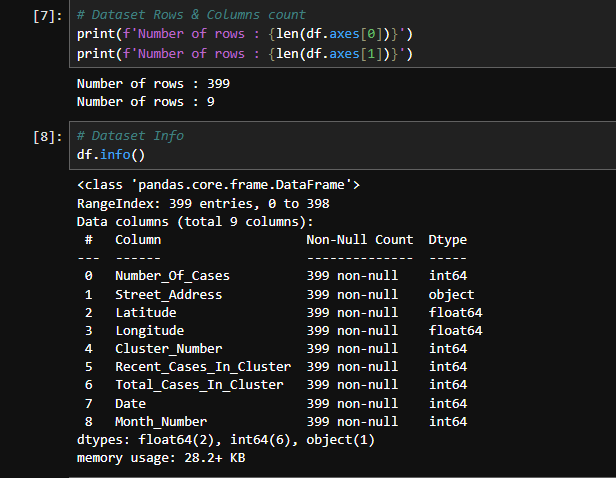 [7]: # Dataset Rows & Columns count
print(f'Number of rows : {len(df.axes[0])}')
print(f'Number of rows : {len(df.axes[1])}')
Number of rows : 399
Number of rows : 9
[8]: # Dataset Info
df.info()
<class 'pandas.core.frame.DataFrame'>
RangeIndex: 399 entries, 0 to 398
Data columns (total 9 columns):
 #   Column                   Non-Null Count  Dtype
---  ------                   --------------  -----
 0   Number_Of_Cases          399 non-null    int64
 1   Street_Address           399 non-null    object
 2   Latitude                 399 non-null    float64
 3   Longitude                399 non-null    float64
 4   Cluster_Number           399 non-null    int64
 5   Recent_Cases_In_Cluster  399 non-null    int64
 6   Total_Cases_In_Cluster   399 non-null    int64
 7   Date                     399 non-null    int64
 8   Month_Number             399 non-null    int64
dtypes: float64(2), int64(6), object(1)
memory usage: 28.2+ KB